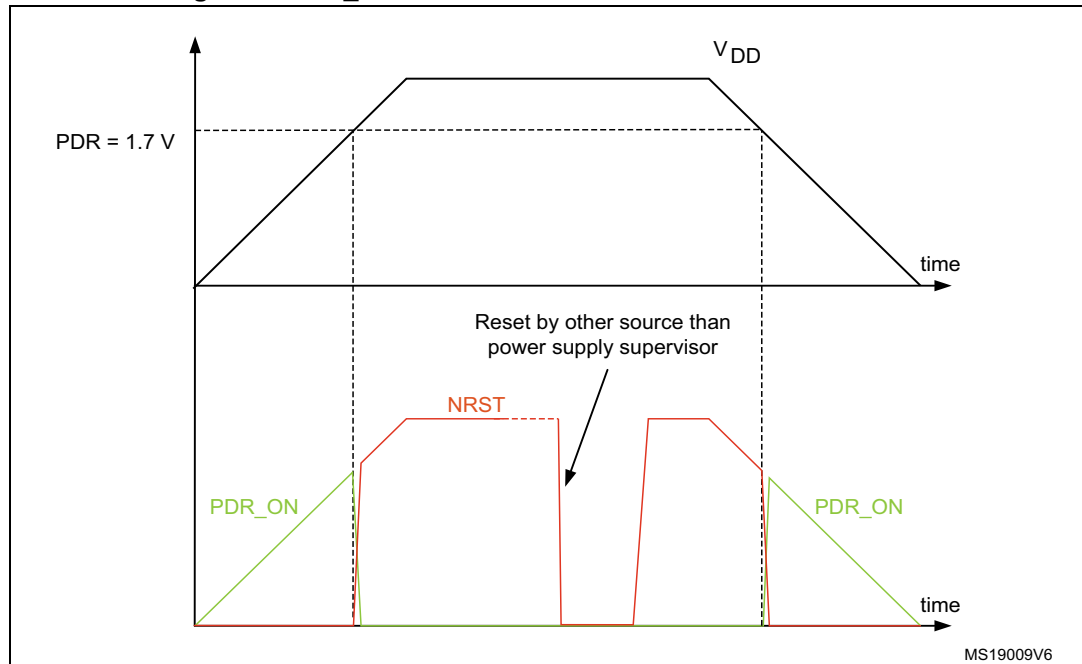 V DD
PDR = 1.7 V
time
Reset by other source than
power supply supervisor
NRST
PDR_ON
PDR_ON
time
MS19009V6